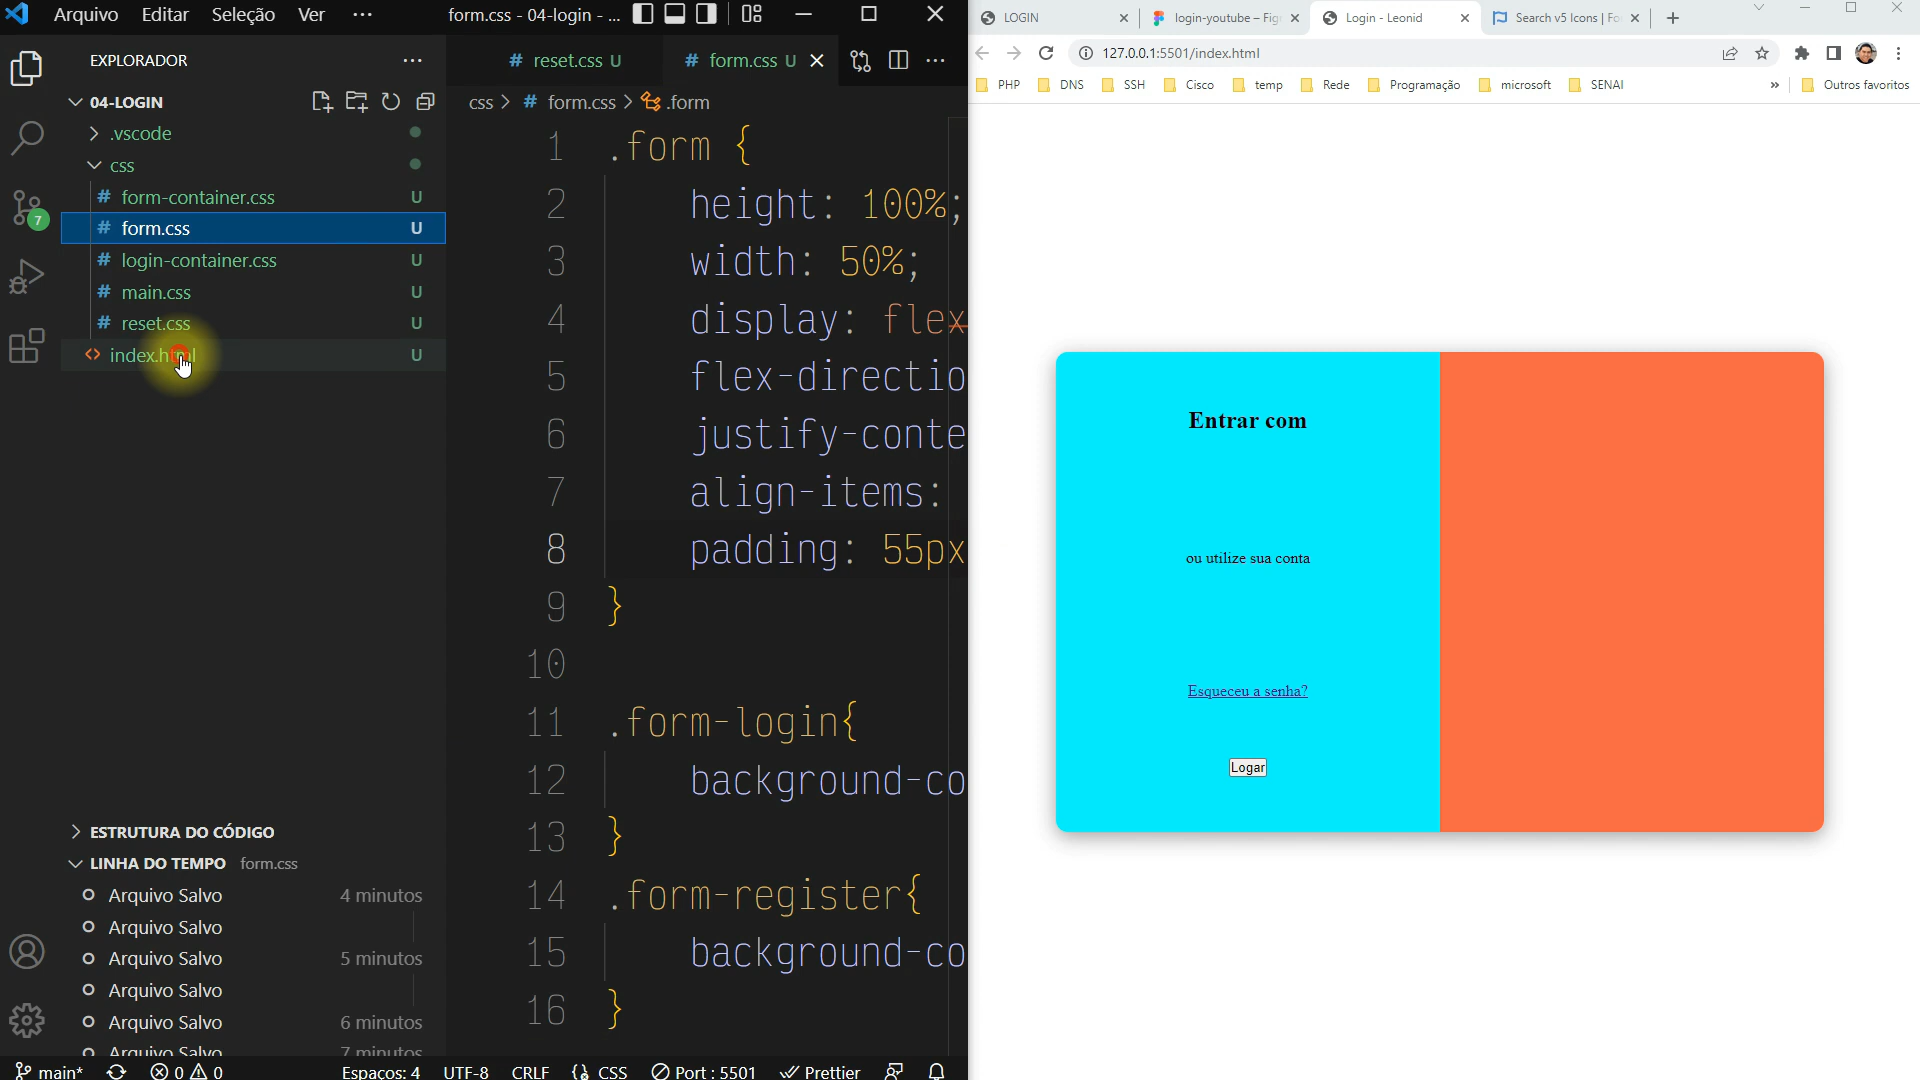 Arquivo Editar Seleção Ver ··· form.css - 04-login - ...
EXPLORADOR ···
04-LOGIN
.vscode
css
# form-container.css U
# form.css U
# login-container.css U
# main.css U
# reset.css U
<> index.html U
7
ESTRUTURA DO CÓDIGO
LINHA DO TEMPO form.css
Arquivo Salvo 4 minutos
Arquivo Salvo
Arquivo Salvo 5 minutos
Arquivo Salvo
Arquivo Salvo 6 minutos
Arquivo Salvo 7 minutos
# reset.css U # form.css U
css > # form.css > .form
1 .form {
2 height: 100%;
3 width: 50%;
4 display: flex
5 flex-directio
6 justify-conte
7 align-items:
8 padding: 55px
9 }
10
11 .form-login{
12 background-co
13 }
14 .form-register{
15 background-co
16 }
main* 0 0 Espaços: 4 UTF-8 CRLF {} CSS Port : 5501 Prettier
LOGIN login-youtube – Fig Login - Leonid Search v5 Icons | Fo
127.0.0.1:5501/index.html
PHP DNS SSH Cisco temp Rede Programação microsoft SENAI » Outros favoritos
Entrar com
ou utilize sua conta
Esqueceu a senha?
Logar